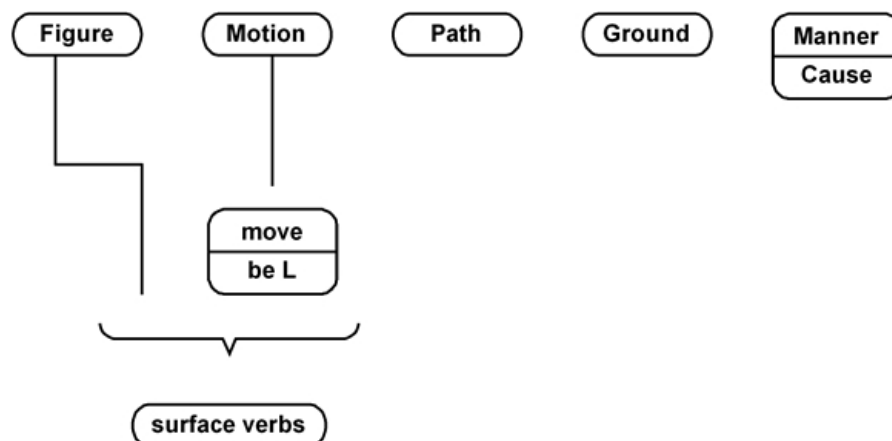 Figure
Motion
Path
Ground
Manner
Cause
move
be L
surface verbs